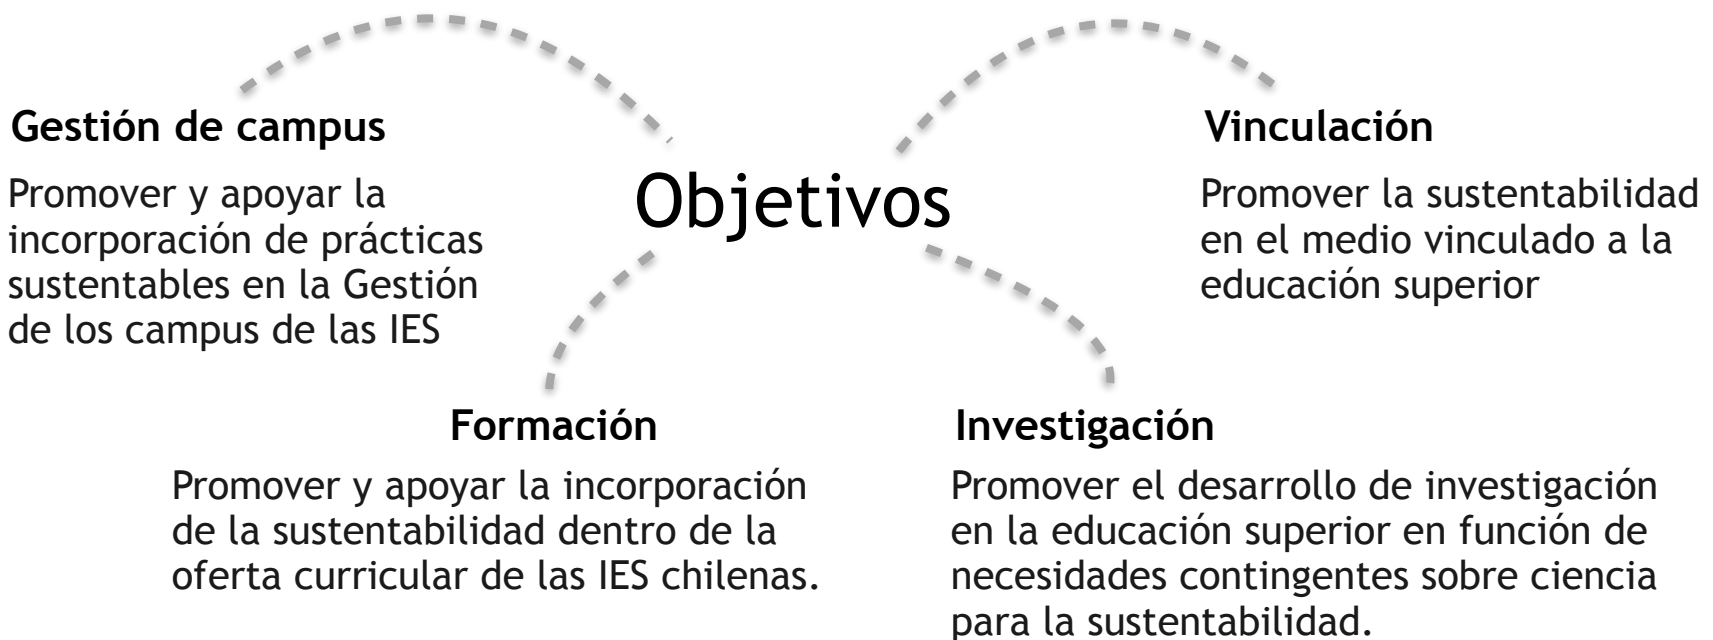 Objetivos
Gestión de campus
Promover y apoyar la
incorporación de prácticas
sustentables en la Gestión
de los campus de las IES
Vinculación
Promover la sustentabilidad
en el medio vinculado a la
educación superior
Formación
Promover y apoyar la incorporación
de la sustentabilidad dentro de la
oferta curricular de las IES chilenas.
Investigación
Promover el desarrollo de investigación
en la educación superior en función de
necesidades contingentes sobre ciencia
para la sustentabilidad.